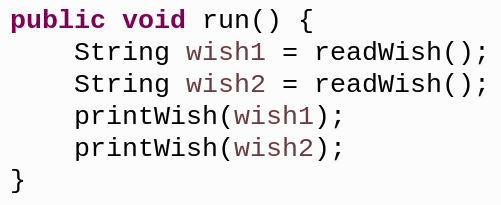 public void run() {
    String wish1 = readWish();
    String wish2 = readWish();
    printWish(wish1);
    printWish(wish2);
}